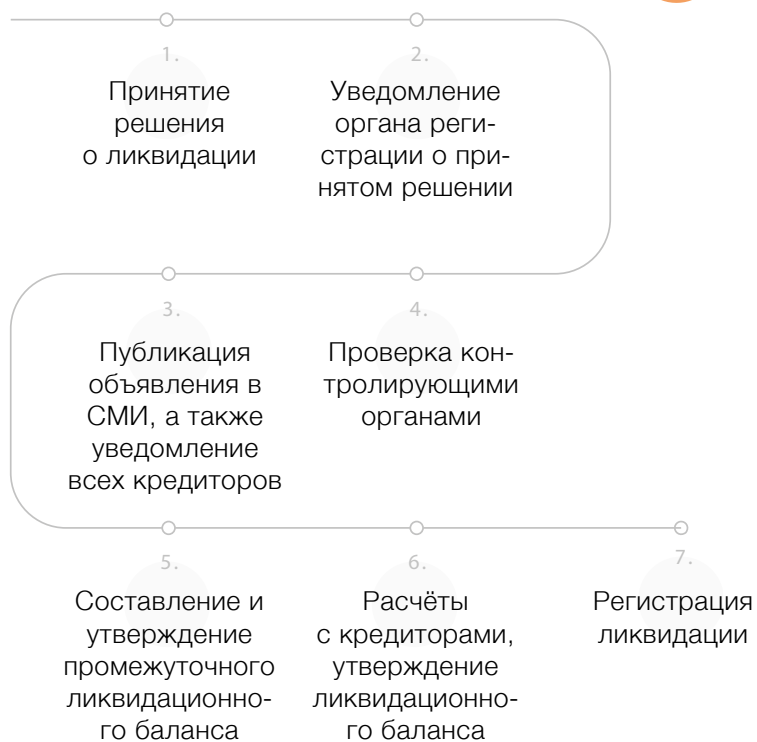 1.
Принятие
решения
о ликвидации
2.
Уведомление
органа реги-
страции о при-
нятом решении
3.
Публикация
объявления в
СМИ, а также
уведомление
всех кредиторов
4.
Проверка кон-
тролирующими
органами
5.
Составление и
утверждение
промежуточного
ликвидационно-
го баланса
6.
Расчёты
с кредиторами,
утверждение
ликвидационно-
го баланса
7.
Регистрация
ликвидации